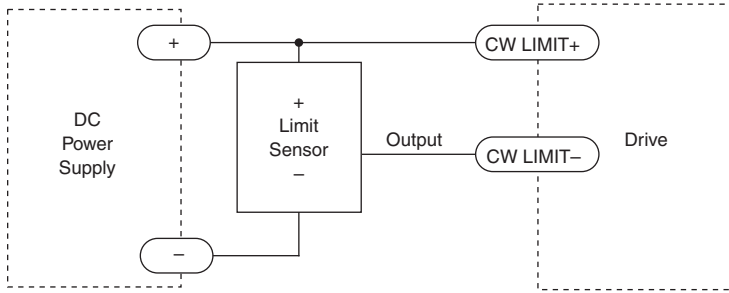 +
CW LIMIT+
DC
Power
Supply
+
Limit
Sensor
–
Output
CW LIMIT–
Drive
–